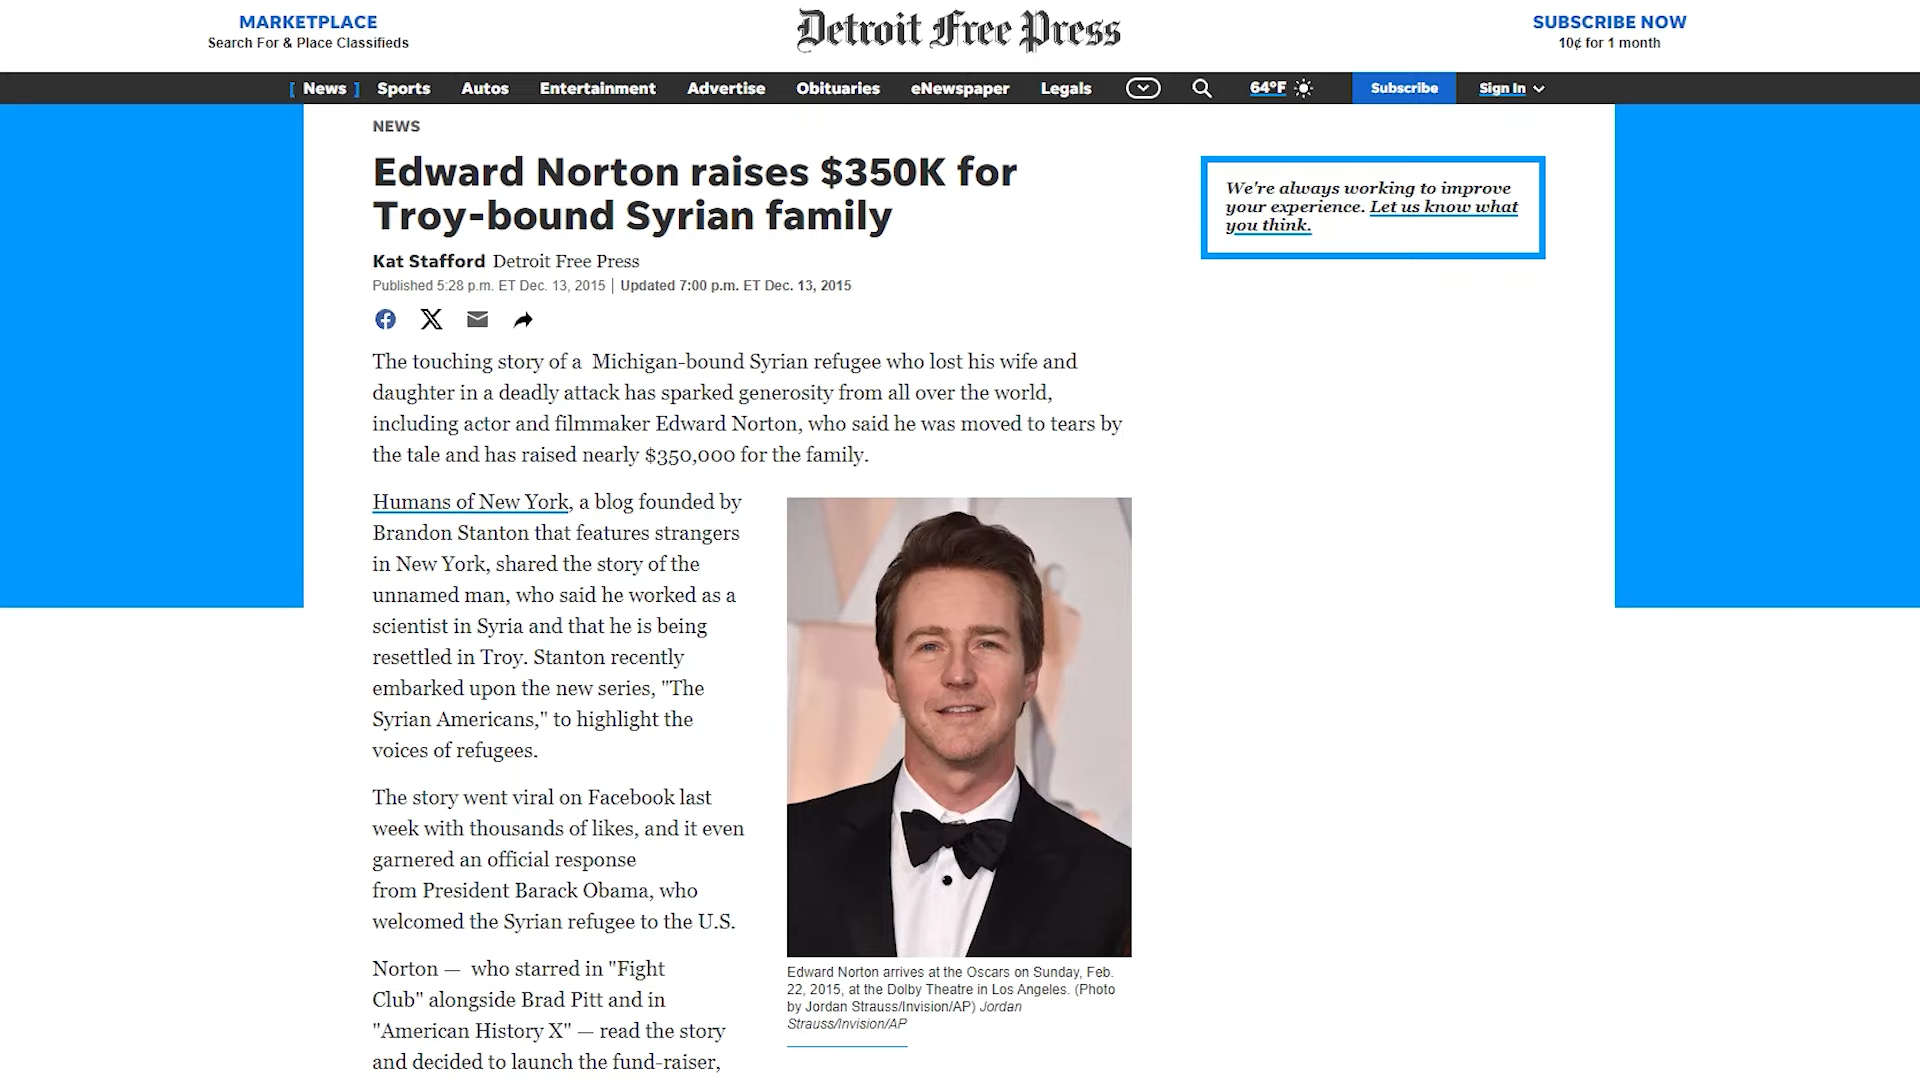 MARKETPLACE
Search For & Place Classifieds
Detroit Free Press
SUBSCRIBE NOW
10¢ for 1 month
[ News ] Sports Autos Entertainment Advertise Obituaries eNewspaper Legals 64°F Subscribe Sign In
NEWS
Edward Norton raises $350K for
Troy-bound Syrian family
Kat Stafford Detroit Free Press
Published 5:28 p.m. ET Dec. 13, 2015 | Updated 7:00 p.m. ET Dec. 13, 2015
We're always working to improve
your experience. Let us know what
you think.
The touching story of a Michigan-bound Syrian refugee who lost his wife and
daughter in a deadly attack has sparked generosity from all over the world,
including actor and filmmaker Edward Norton, who said he was moved to tears by
the tale and has raised nearly $350,000 for the family.
Humans of New York, a blog founded by
Brandon Stanton that features strangers
in New York, shared the story of the
unnamed man, who said he worked as a
scientist in Syria and that he is being
resettled in Troy. Stanton recently
embarked upon the new series, "The
Syrian Americans," to highlight the
voices of refugees.
The story went viral on Facebook last
week with thousands of likes, and it even
garnered an official response
from President Barack Obama, who
welcomed the Syrian refugee to the U.S.
Norton — who starred in "Fight
Club" alongside Brad Pitt and in
"American History X" — read the story
and decided to launch the fund-raiser,
Edward Norton arrives at the Oscars on Sunday, Feb.
22, 2015, at the Dolby Theatre in Los Angeles. (Photo
by Jordan Strauss/Invision/AP) Jordan
Strauss/Invision/AP